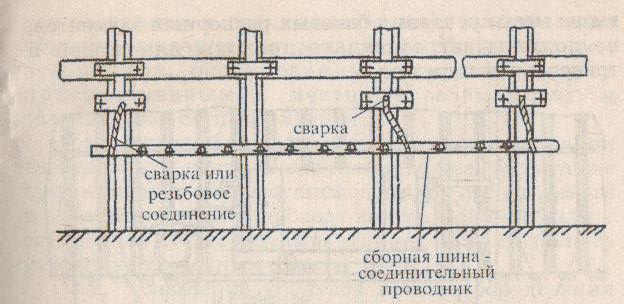 сварка
сварка или
резьбовое
соединение
сборная шина -
соединительный
проводник